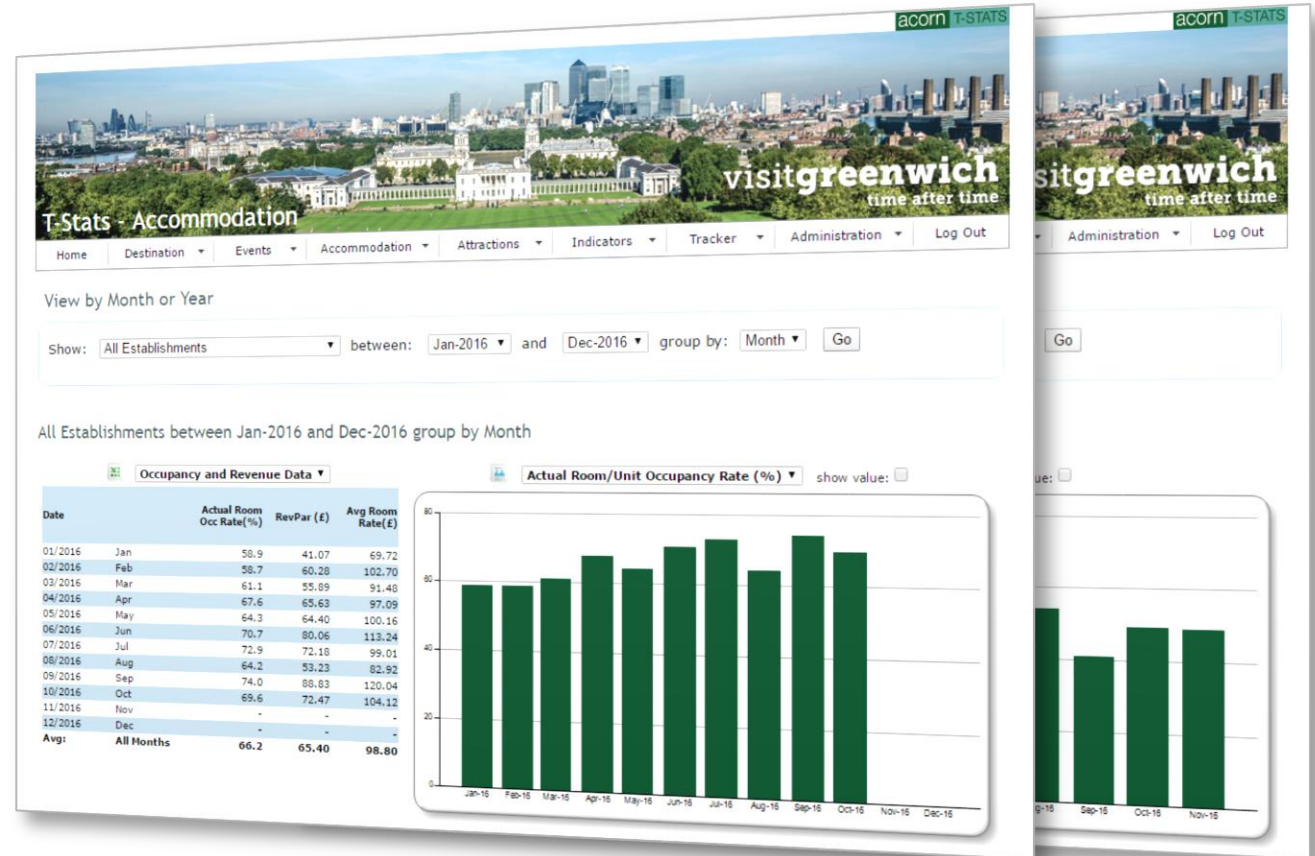 acorn T-STATS
visitgreenwich
time after time
T-Stats - Accommodation
Home Destination Events Accommodation Attractions Indicators Tracker Administration Log Out
View by Month or Year
Show: All Establishments between: Jan-2016 and Dec-2016 group by: Month Go
All Establishments between Jan-2016 and Dec-2016 group by Month
Occupancy and Revenue Data
Date Actual Room Occ Rate(%) RevPar (£) Avg Room Rate(£)
01/2016 Jan 58.9 41.07 69.72
02/2016 Feb 58.7 60.28 102.70
03/2016 Mar 61.1 55.89 91.48
04/2016 Apr 67.6 65.63 97.09
05/2016 May 64.3 64.40 100.16
06/2016 Jun 70.7 80.06 113.24
07/2016 Jul 72.9 72.18 99.01
08/2016 Aug 64.2 53.23 82.92
09/2016 Sep 74.0 88.83 120.04
10/2016 Oct 69.6 72.47 104.12
11/2016 Nov - - -
12/2016 Dec - - -
Avg: All Months 66.2 65.40 98.80
Actual Room/Unit Occupancy Rate (%) show value:
80
60
40
20
0
Jan-16 Feb-16 Mar-16 Apr-16 May-16 Jun-16 Jul-16 Aug-16 Sep-16 Oct-16 Nov-16 Dec-16
acorn T-STATS
sitgreenwich
time after time
Administration Log Out
Go
ue:
g-16 Sep-16 Oct-16 Nov-16